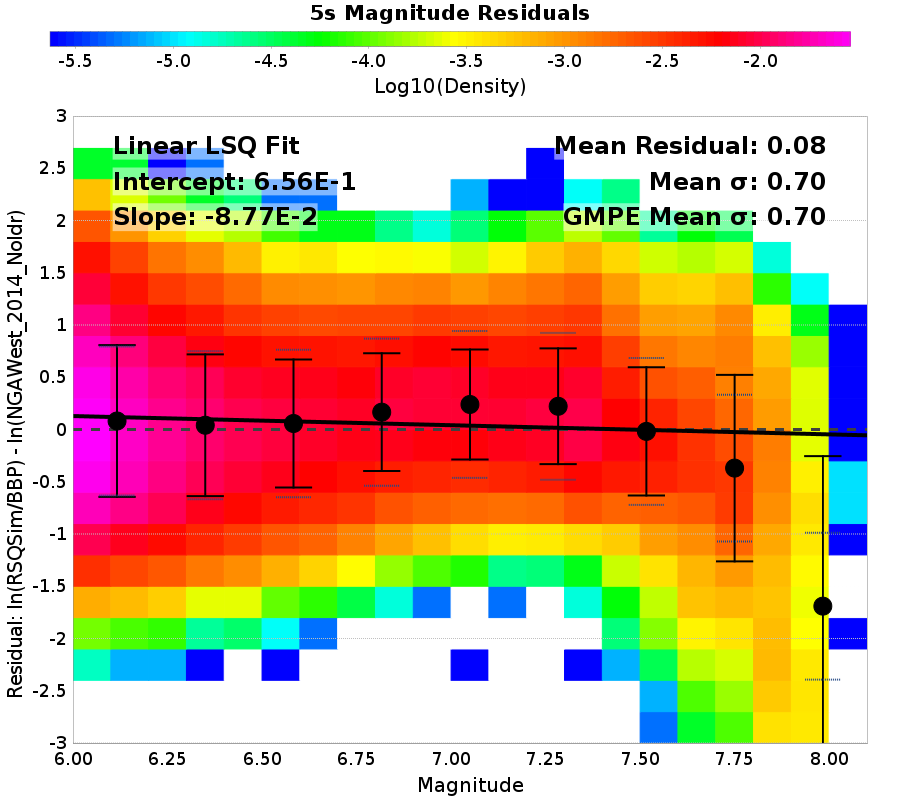 5s Magnitude Residuals
-5.5 -5.0 -4.5 -4.0 -3.5 -3.0 -2.5 -2.0
Log10(Density)
Linear LSQ Fit
Intercept: 6.56E-1
Slope: -8.77E-2
Mean Residual: 0.08
Mean σ: 0.70
GMPE Mean σ: 0.70
Residual: ln(RSQSim/BBP) - ln(NGAWest_2014_NoIdr)
3
2.5
2
1.5
1
0.5
0
-0.5
-1
-1.5
-2
-2.5
-3
6.00 6.25 6.50 6.75 7.00 7.25 7.50 7.75 8.00
Magnitude